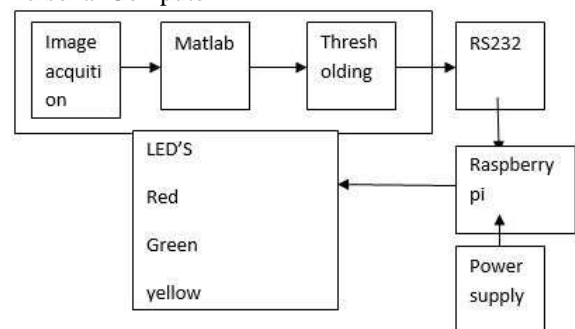 Personal Computer
Image
acquiti
on
Matlab
Thresh
olding
RS232
LED'S
Red
Green
yellow
Raspberry
pi
Power
supply